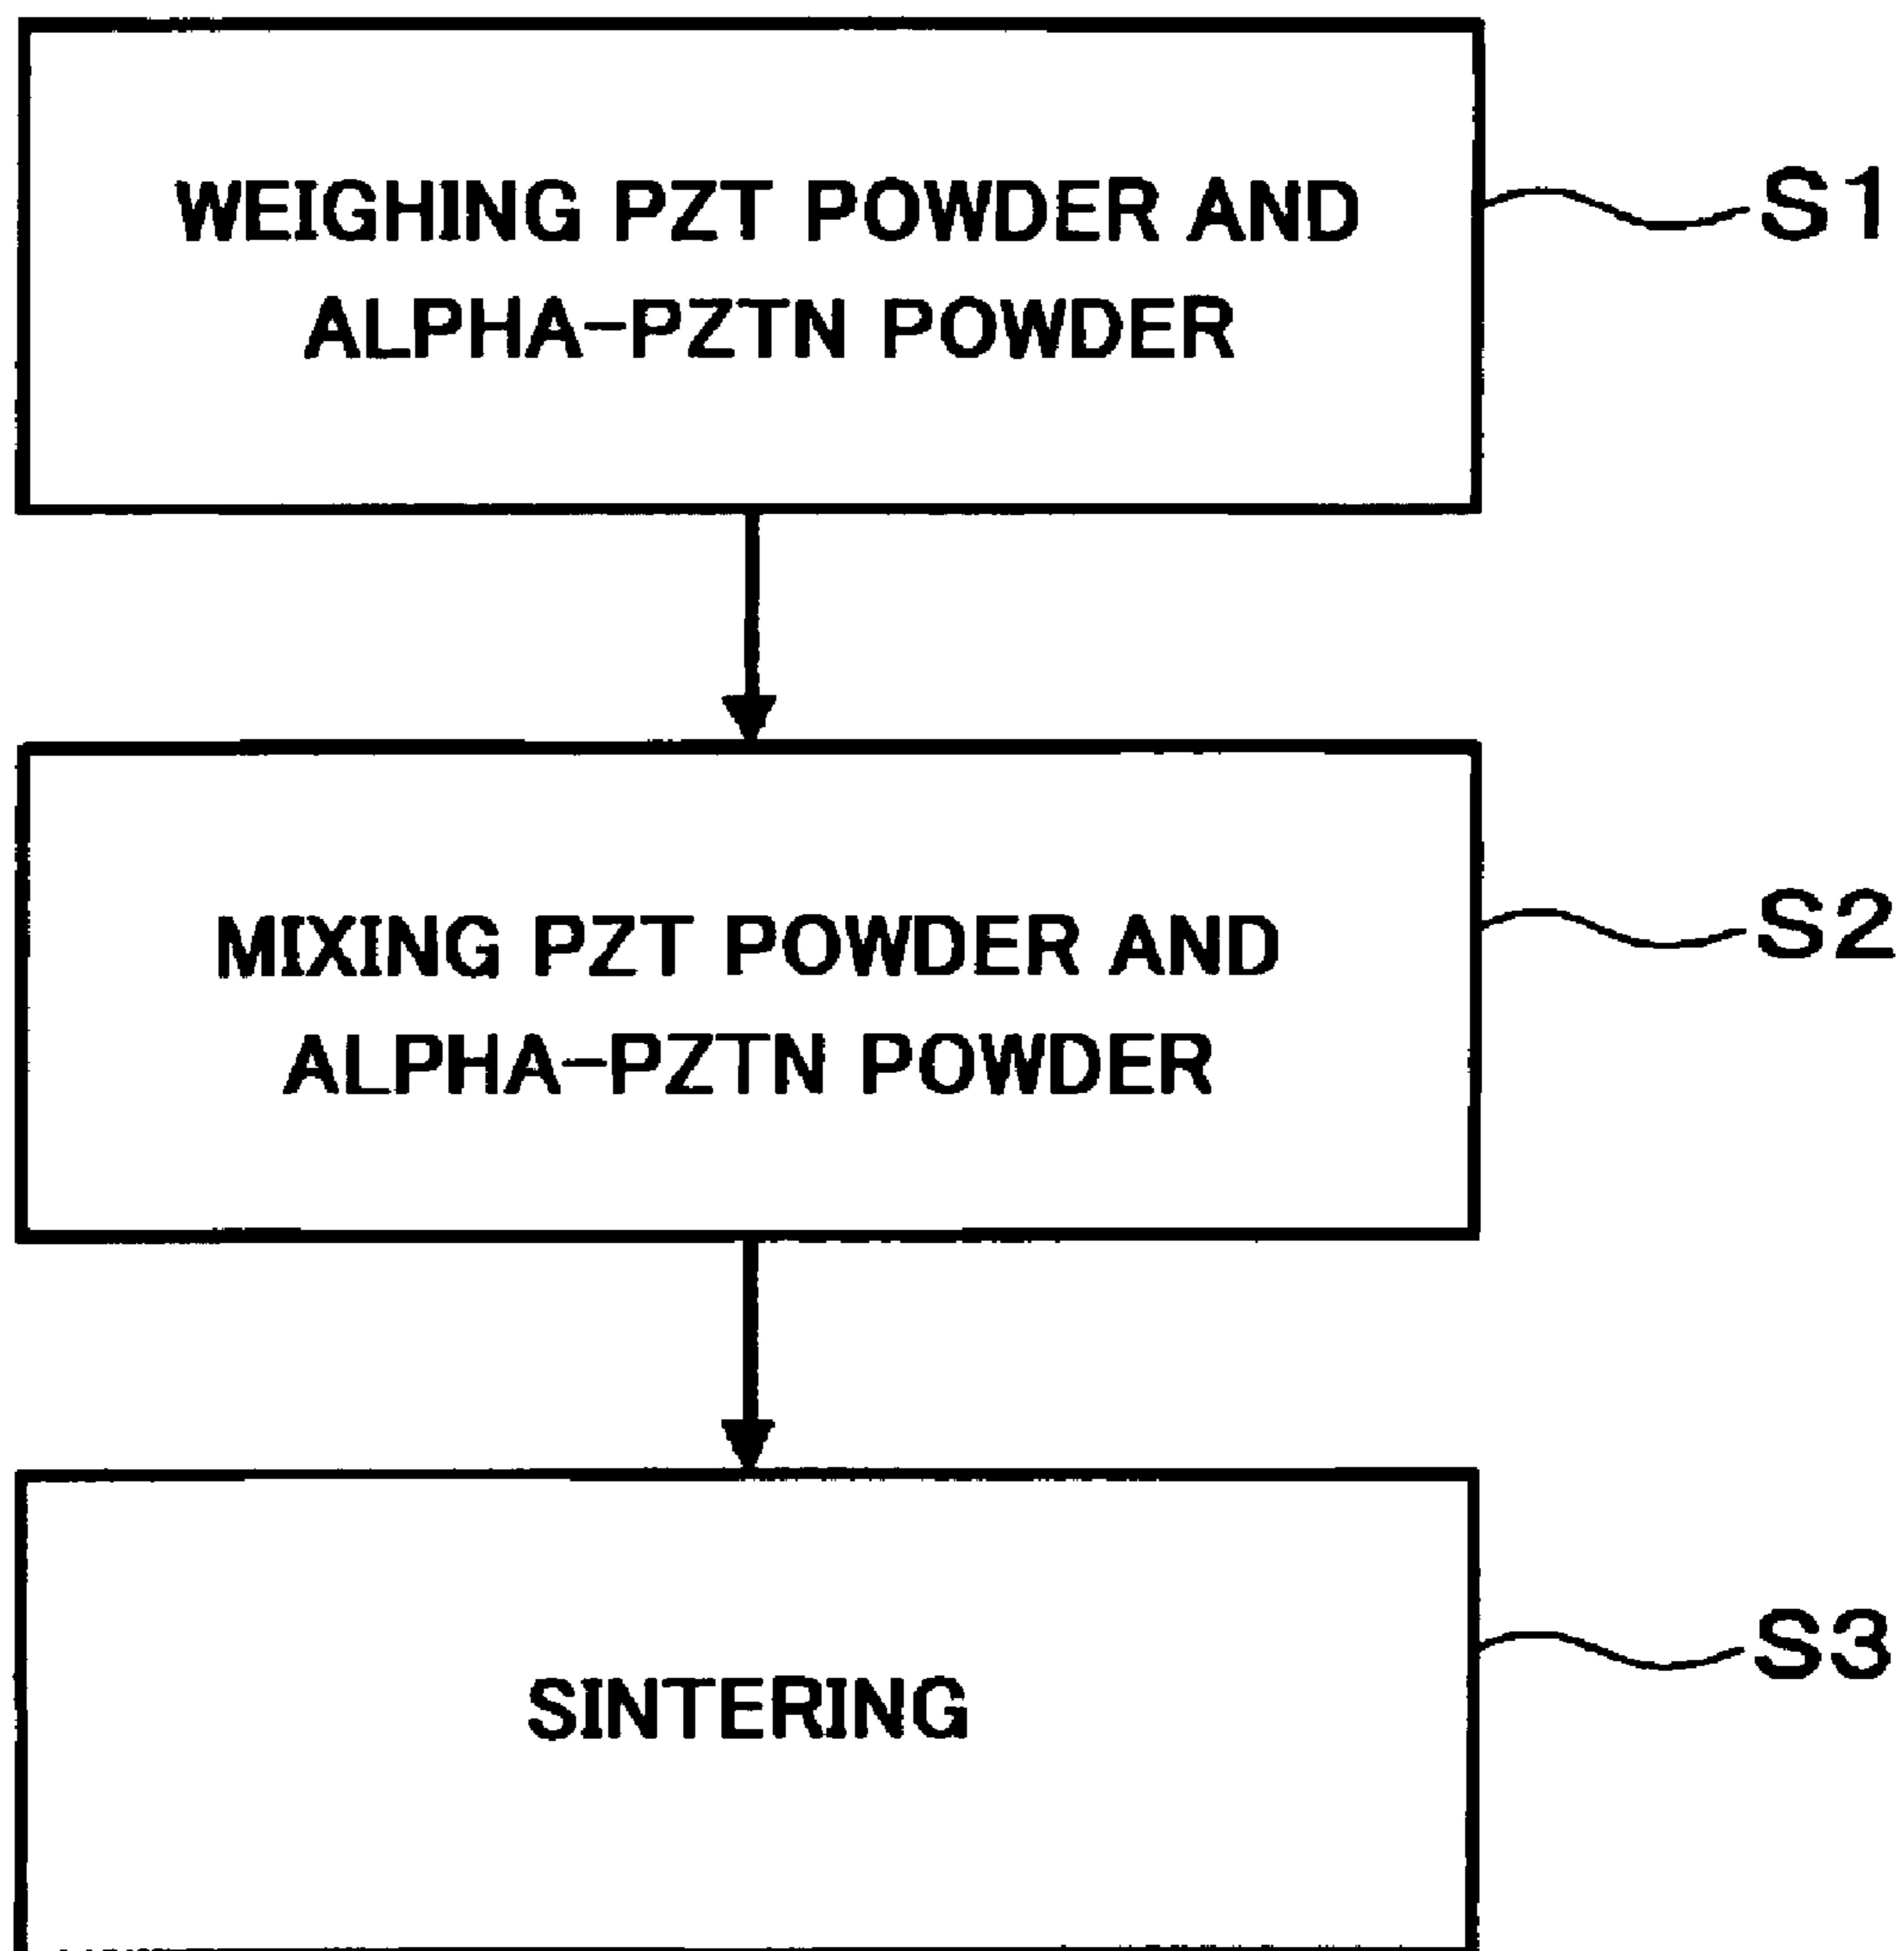 WEIGHING PZT POWDER AND
ALPHA-PZTN POWDER
S1
MIXING PZT POWDER AND
ALPHA-PZTN POWDER
S2
SINTERING
S3